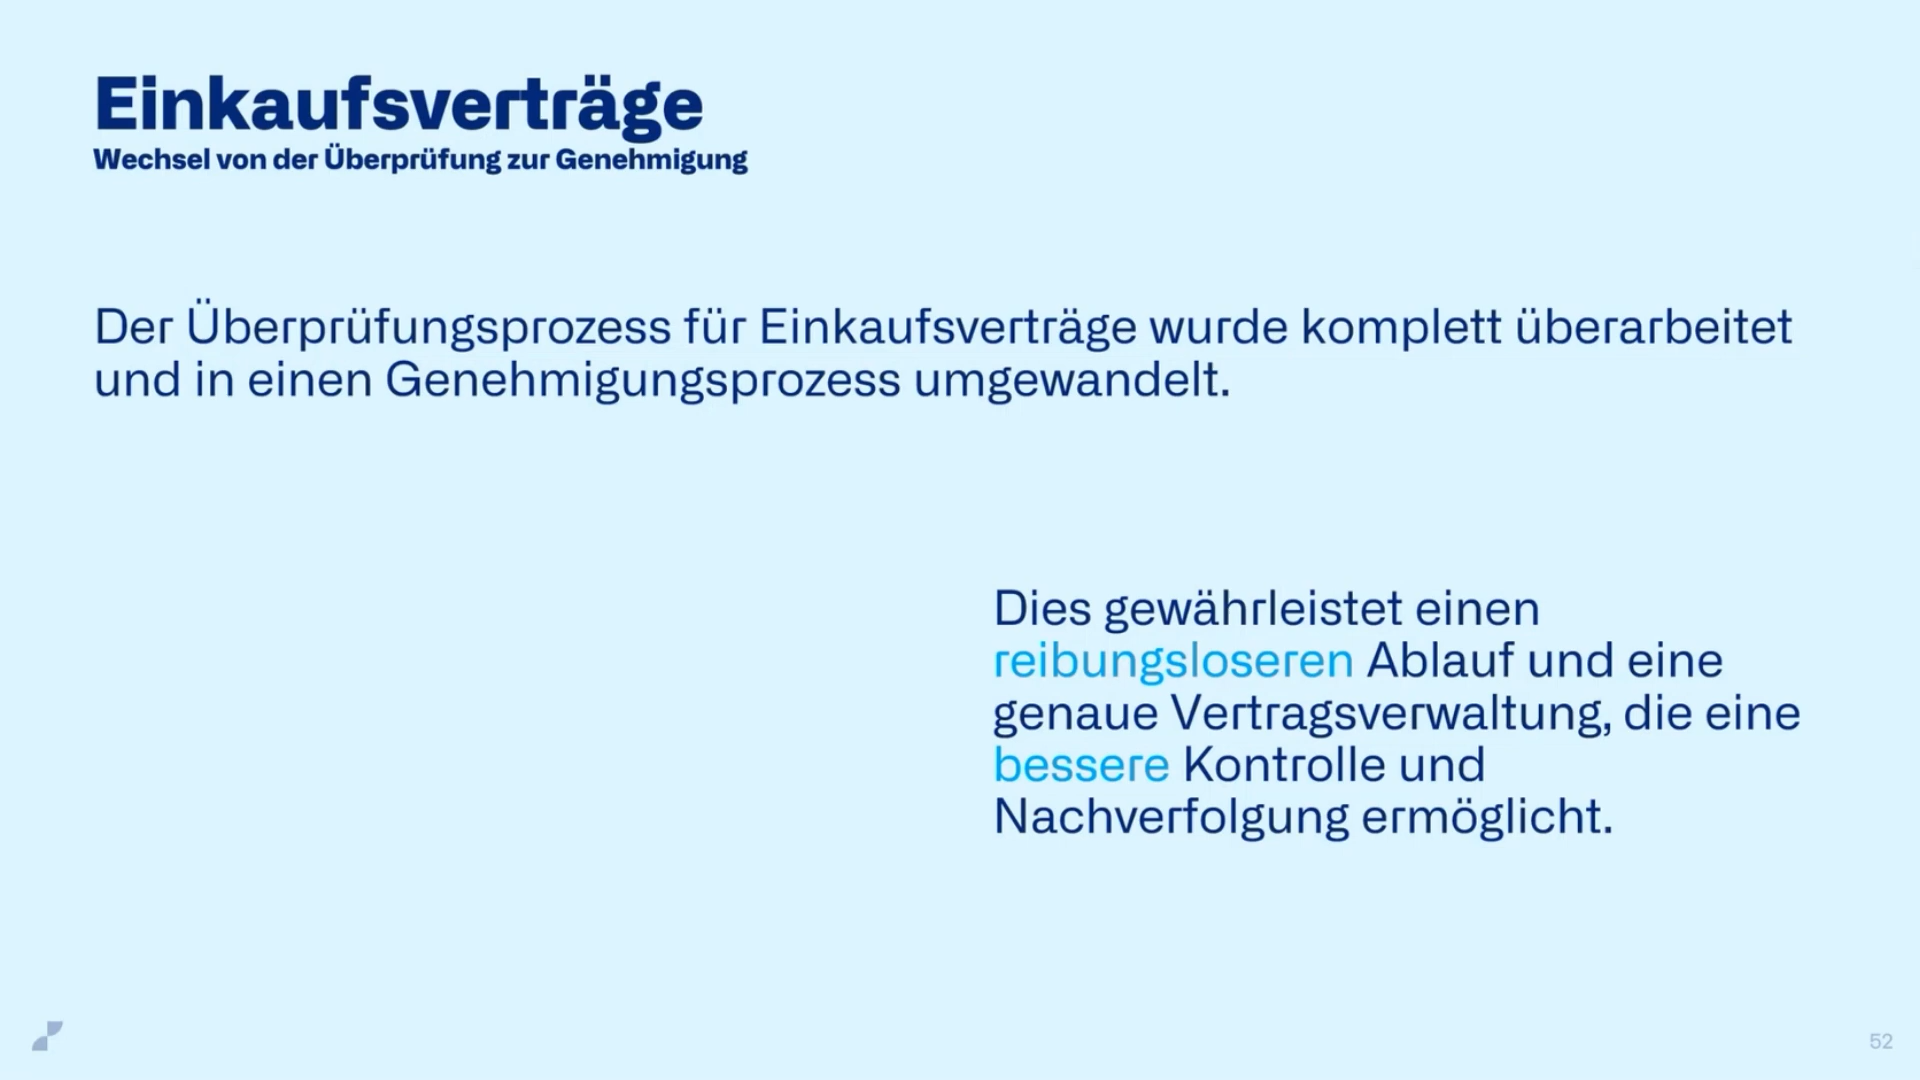 Einkaufsverträge
Wechsel von der Überprüfung zur Genehmigung
Der Überprüfungsprozess für Einkaufsverträge wurde komplett überarbeitet
und in einen Genehmigungsprozess umgewandelt.
Dies gewährleistet einen
reibungsloseren Ablauf und eine
genaue Vertragsverwaltung, die eine
bessere Kontrolle und
Nachverfolgung ermöglicht.
52